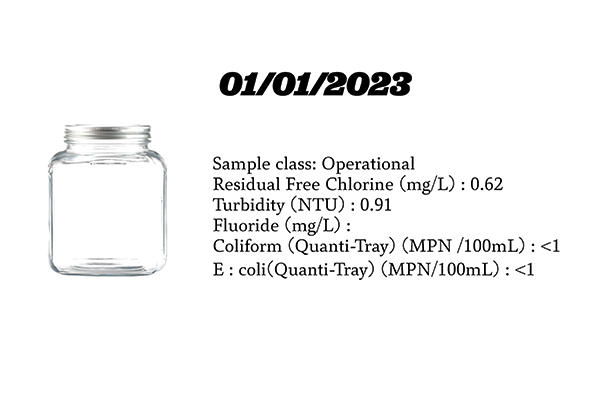 01/01/2023
Sample class: Operational
Residual Free Chlorine (mg/L) : 0.62
Turbidity (NTU) : 0.91
Fluoride (mg/L) :
Coliform (Quanti-Tray) (MPN /100mL) : <1
E : coli(Quanti-Tray) (MPN/100mL) : <1